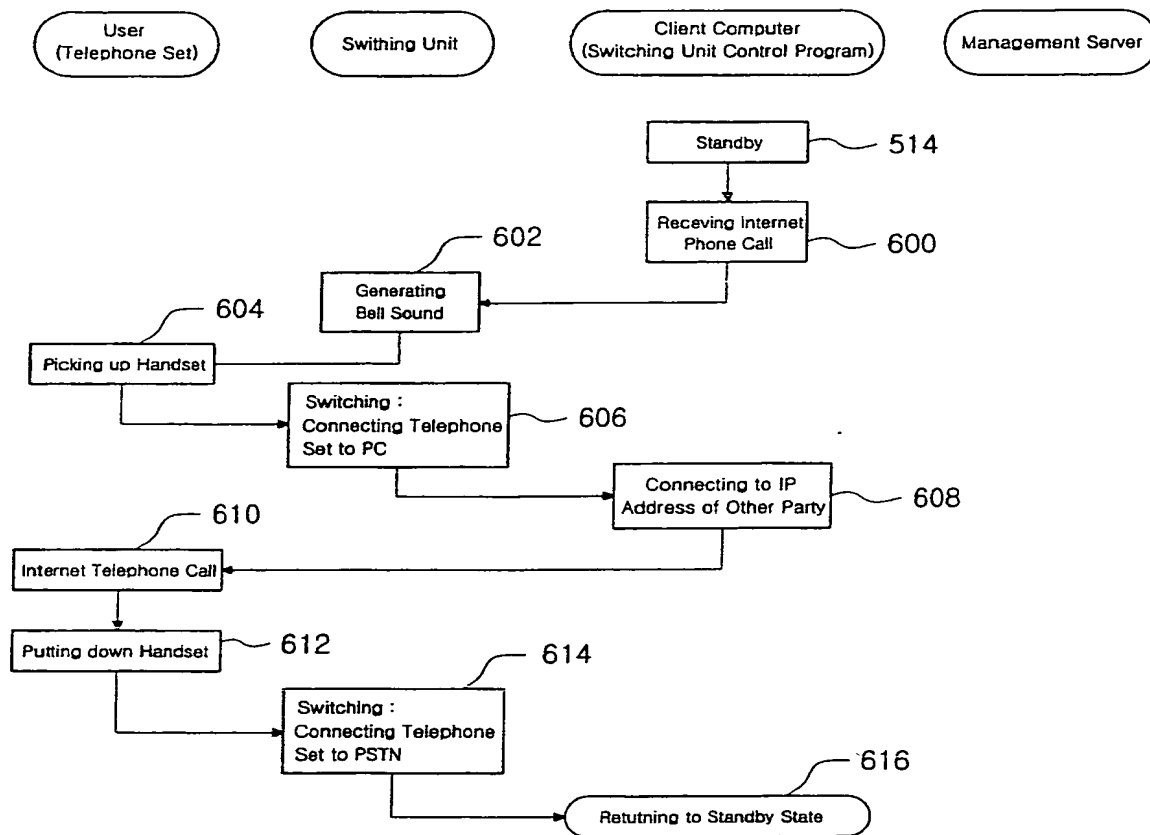 User
(Telephone Set)
Swithing Unit
Client Computer
(Switching Unit Control Program)
Management Server
Standby
514
Receving Internet
Phone Call
600
602
Generating
Bell Sound
604
Picking up Handset
Switching :
Connecting Telephone
Set to PC
606
Connecting to IP
Address of Other Party
608
610
Internet Telephone Call
Putting down Handset
612
614
Switching :
Connecting Telephone
Set to PSTN
616
Retutning to Standby State